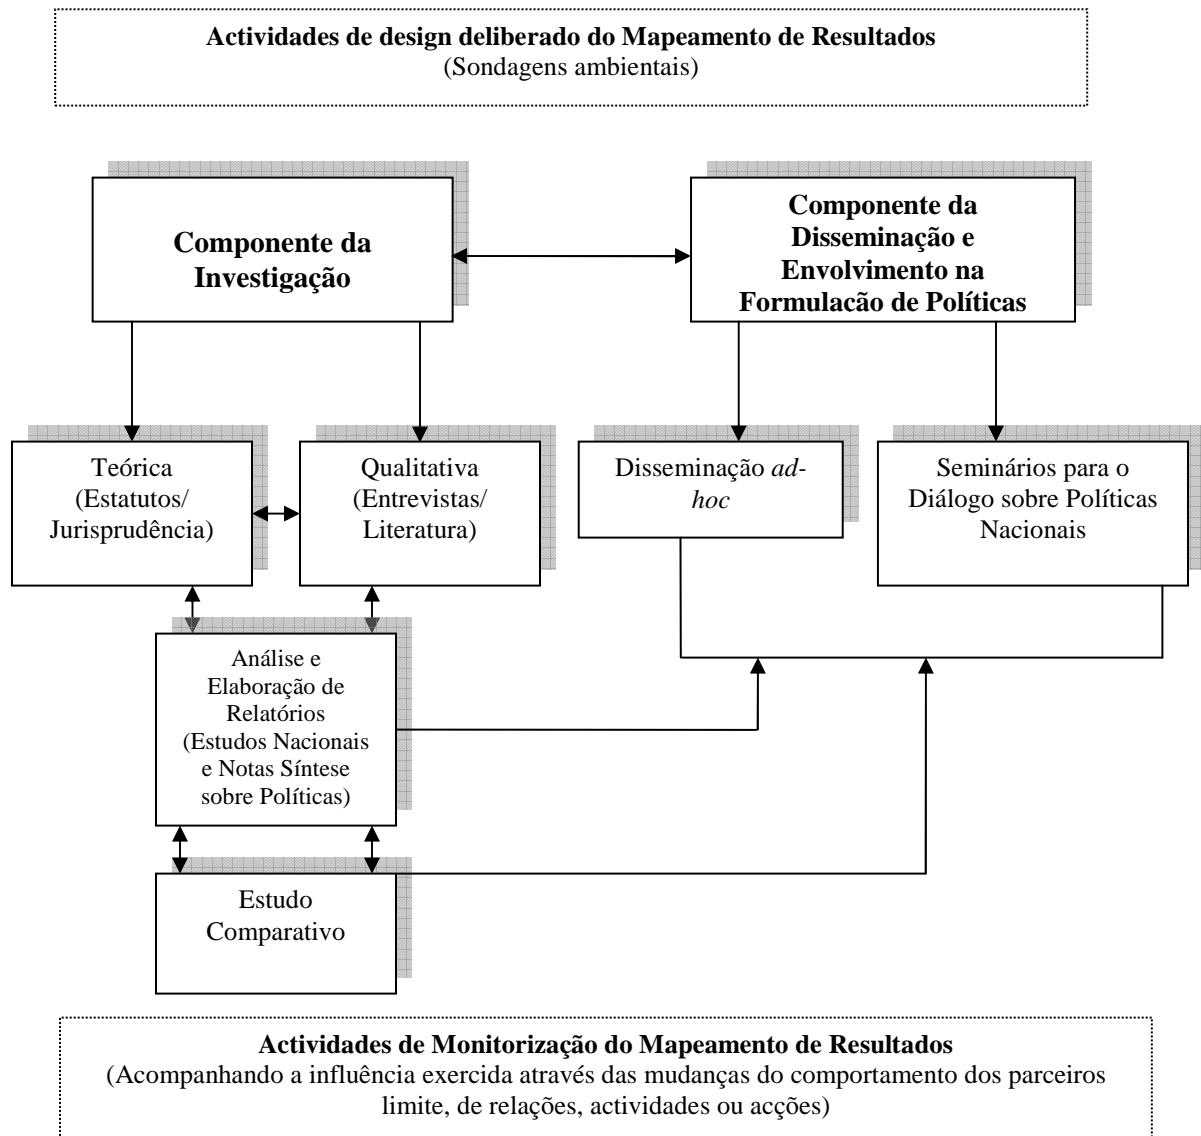 Actividades de design deliberado do Mapeamento de Resultados
(Sondagens ambientais)
Componente da
Investigação
Componente da
Disseminação e
Envolvimento na
Formulacão de Políticas
Teórica
(Estatutos/
Jurisprudência)
Qualitativa
(Entrevistas/
Literatura)
Disseminação ad-
hoc
Seminários para o
Diálogo sobre Políticas
Nacionais
Análise e
Elaboração de
Relatórios
(Estudos Nacionais
e Notas Síntese
sobre Políticas)
Estudo
Comparativo
Actividades de Monitorização do Mapeamento de Resultados
(Acompanhando a influência exercida através das mudanças do comportamento dos parceiros
limite, de relações, actividades ou acções)